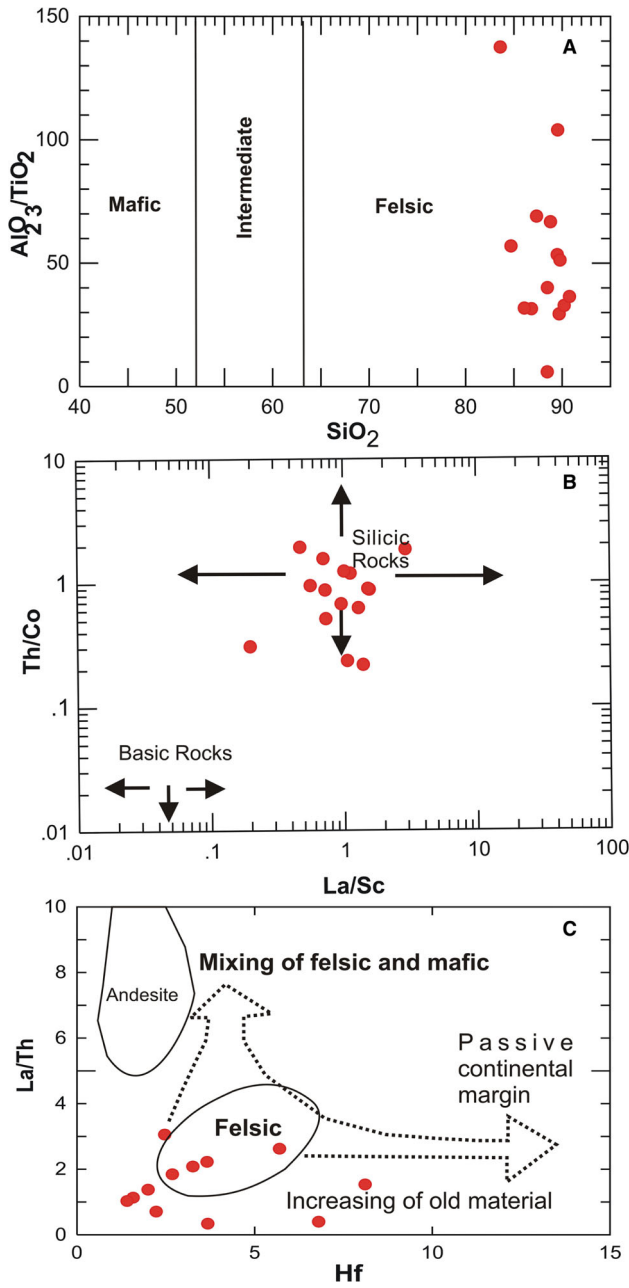 150
A
100
50
0
Al2O3/TiO2
Mafic
Intermediate
Felsic
40 50 60 70 80 90
SiO2
10
B
1
.1
.01
Th/Co
Silicic
Rocks
Basic Rocks
.01 .1 1 10 100
La/Sc
10
C
8
6
4
2
0
La/Th
Andesite
Mixing of felsic and mafic
Passive
continental
margin
Felsic
Increasing of old material
0 5 10 15
Hf